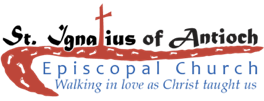 St. Ignatius of Antioch
Episcopal Church
Walking in love as Christ taught us